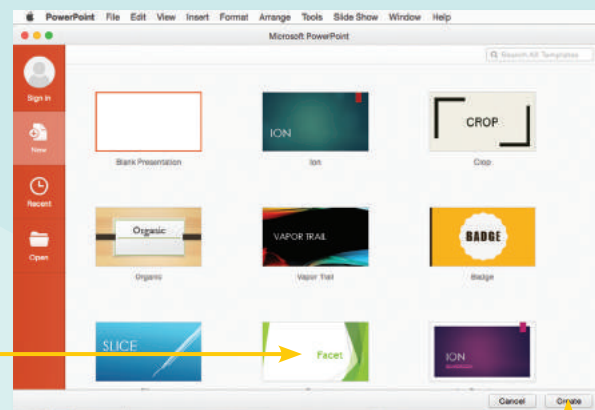 PowerPoint File Edit View Insert Format Arrange Tools Slide Show Window Help
Microsoft PowerPoint
Search All Templates
Sign in
New
Recent
Open
ION
CROP
Blank Presentation
Ion
Crop
Organic
VAPOR TRAIL
BADGE
Organic
Vapor Trail
Badge
SLICE
Facet
ION
Cancel
Create